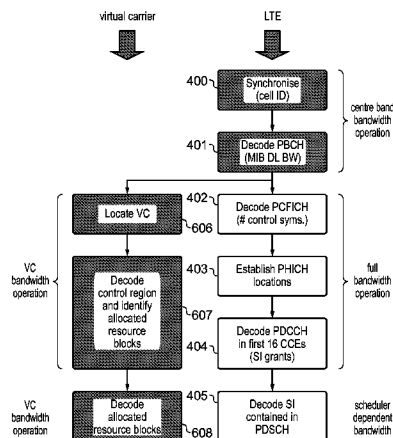 virtual carrier
LTE
400
Synchronise
(cell ID)
401
Decode PBCH
(MIB DL BW)
centre band
bandwidth
operation
Locate VC
606
402
Decode PCFICH
(# control syms.)
VC
bandwidth
operation
Decode
control region
and identify
allocated
resource
blocks
607
403
Establish PHICH
locations
404
Decode PDCCH
in first 16 CCEs
(SI grants)
full
bandwidth
operation
VC
bandwidth
operation
Decode
allocated
resource blocks
608
405
Decode SI
contained in
PDSCH
scheduler
dependent
bandwidth